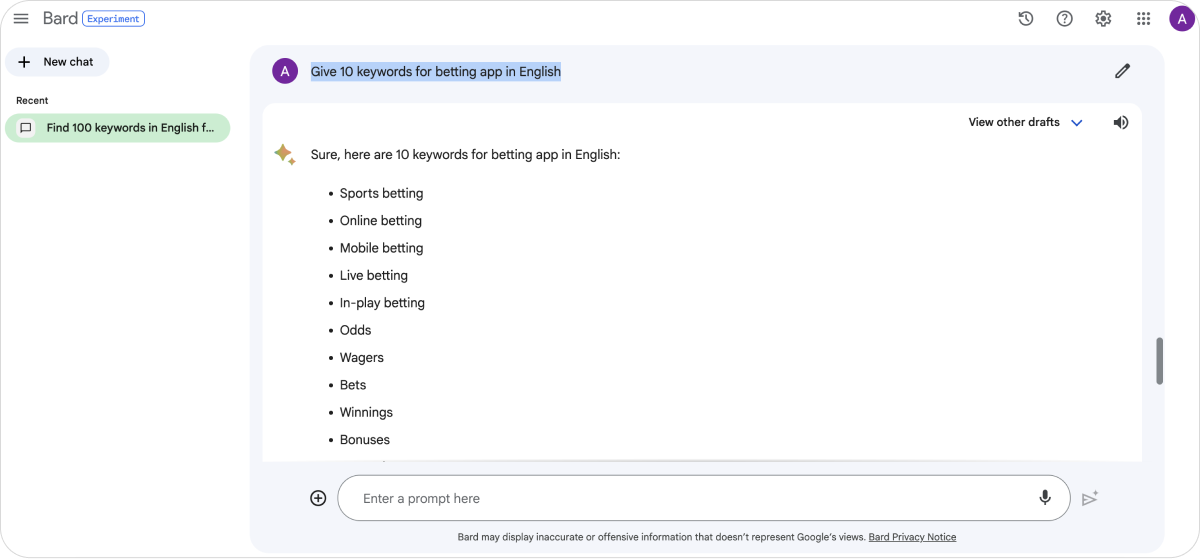 Bard Experiment
A
+ New chat
Recent
Find 100 keywords in English f...
A Give 10 keywords for betting app in English
View other drafts
Sure, here are 10 keywords for betting app in English:
• Sports betting
• Online betting
• Mobile betting
• Live betting
• In-play betting
• Odds
• Wagers
• Bets
• Winnings
• Bonuses
Enter a prompt here
Bard may display inaccurate or offensive information that doesn't represent Google's views. Bard Privacy Notice